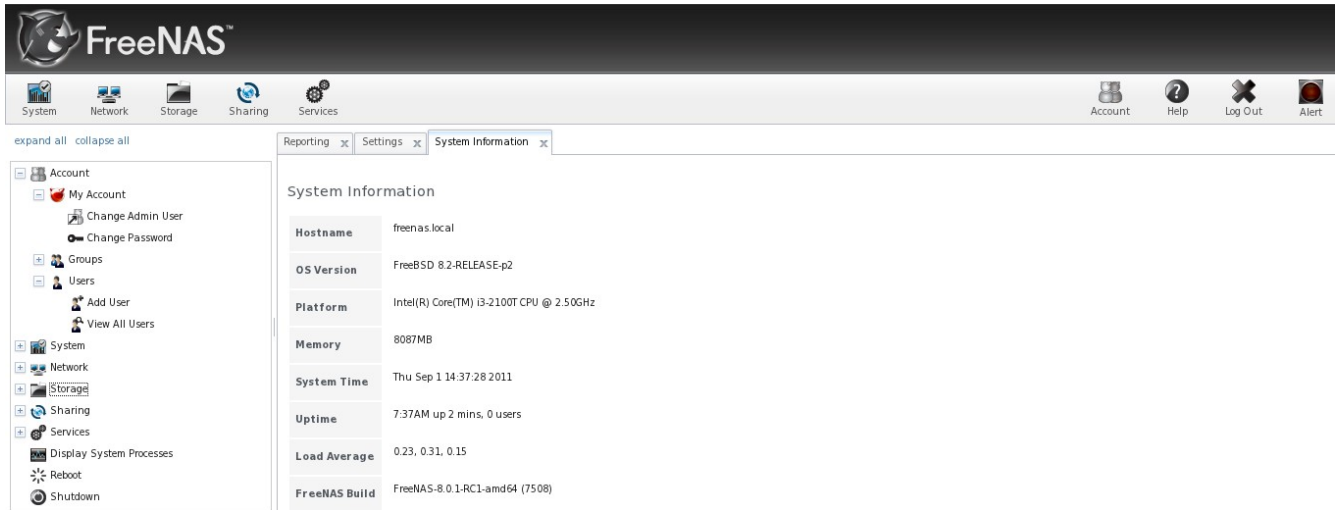 FreeNAS™
System Network Storage Sharing Services Account Help Log Out Alert
expand all collapse all
Reporting x Settings x System Information x
Account
My Account
Change Admin User
Change Password
Groups
Users
Add User
View All Users
System
Network
Storage
Sharing
Services
Display System Processes
Reboot
Shutdown
System Information
Hostname freenas.local
OS Version FreeBSD 8.2-RELEASE-p2
Platform Intel(R) Core(TM) i3-2100T CPU @ 2.50GHz
Memory 8087MB
System Time Thu Sep 1 14:37:28 2011
Uptime 7:37AM up 2 mins, 0 users
Load Average 0.23, 0.31, 0.15
FreeNAS Build FreeNAS-8.0.1-RC1-amd64 (7508)